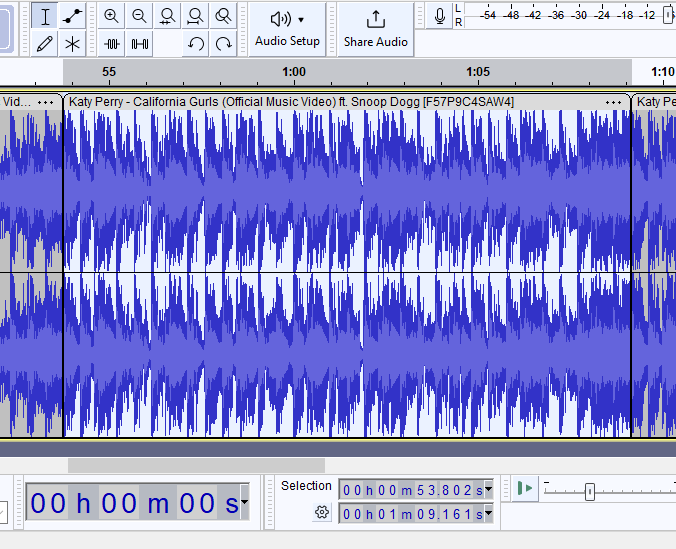 L
R
-54 -48 -42 -36 -30 -24 -18 -12
Audio Setup
Share Audio
55 1:00 1:05 1:10
Vid... ... Katy Perry - California Gurls (Official Music Video) ft. Snoop Dogg [F57P9C4SAW4] ... Katy Pe
Selection
00 h 00 m 53.802 s
00 h 00 m 00 s
00 h 01 m 09.161 s